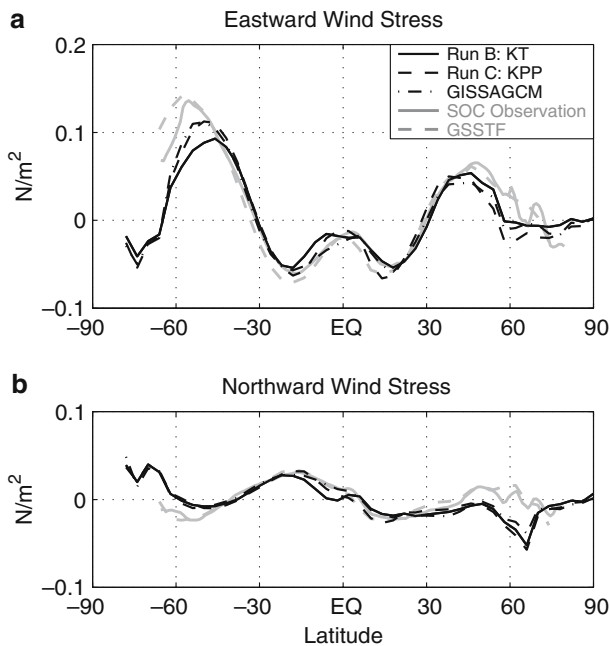 a
Eastward Wind Stress
0.2
0.1
0
−0.1
N/m2
Run B: KT
Run C: KPP
GISSAGCM
SOC Observation
GSSTF
−90 −60 −30 EQ 30 60 90
b
Northward Wind Stress
0.1
0
−0.1
N/m2
−90 −60 −30 EQ 30 60 90
Latitude